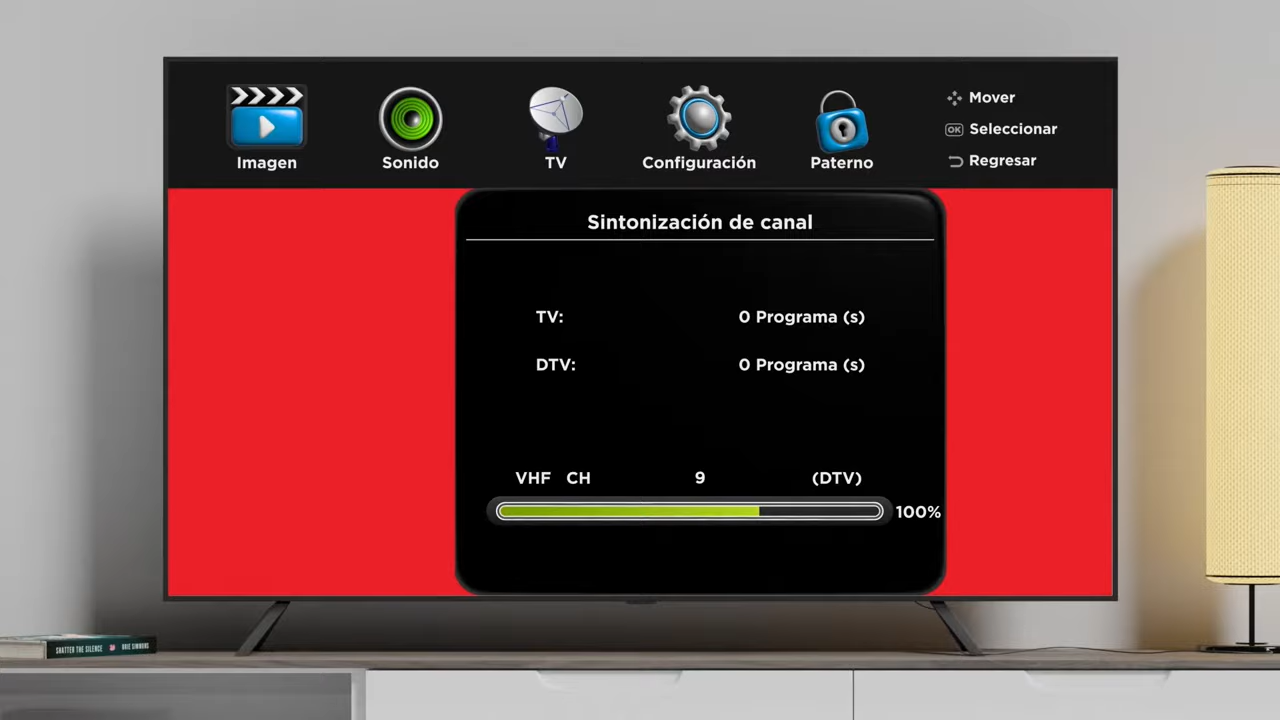 Imagen
Sonido
TV
Configuración
Paterno
Mover
OK Seleccionar
Regresar
Sintonización de canal
TV: 0 Programa (s)
DTV: 0 Programa (s)
VHF CH 9 (DTV)
100%
SHATTER THE SILENCE